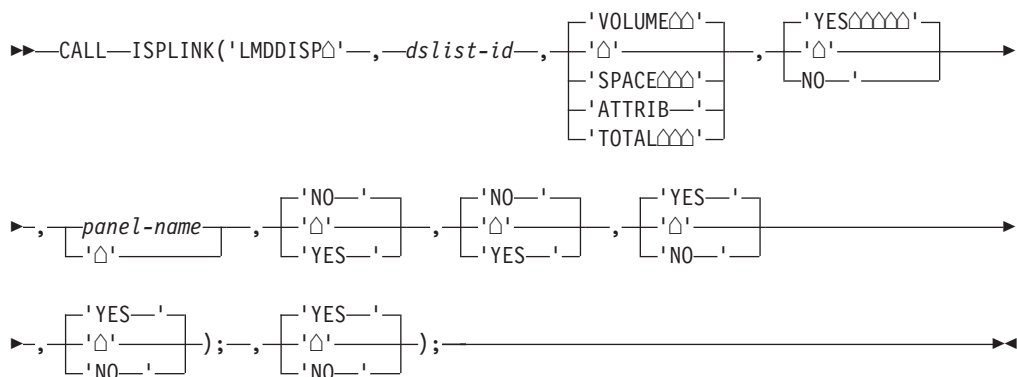 'VOLUME⌂⌂' 'YES⌂⌂⌂⌂⌂'
►►—CALL—ISPLINK('LMDDISP⌂'—,—dslist-id—,—'⌂'—,—'⌂'—►
'SPACE⌂⌂⌂' NO—'
'ATTRIB—'
'TOTAL⌂⌂⌂'
'NO—' 'NO—' 'YES—'
►—,—panel-name—,—'⌂'—,—'⌂'—,—'⌂'—►
'⌂' 'YES—' 'YES—' 'NO—'
'YES—' 'YES—'
►—,—'⌂'—);—,—'⌂'—);—►◄
'NO—' 'NO—'